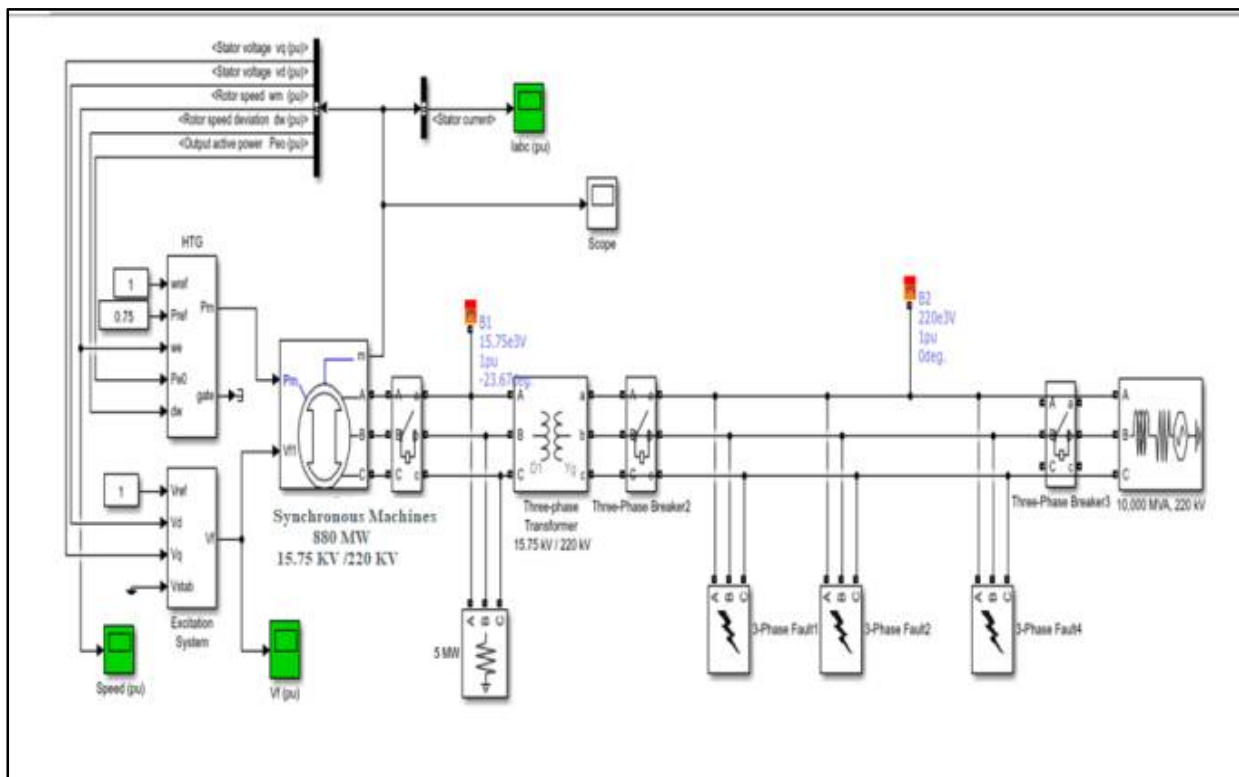 <Stator voltage vq (pu)>
<Stator voltage vd (pu)>
<Rotor speed wm (pu)>
<Rotor speed deviation dw (pu)>
<Output active power Peo (pu)>
<Stator current>
Iabc (pu)
Scope
HTG
1
wref
0.75
Pref
we
Pe0
dw
Pm
gate
1
Vref
Vd
Vq
Vstab
Vf
Excitation
System
Speed (pu)
Vf (pu)
Pm
Vf1
m
A
B
C
Synchronous Machines
880 MW
15.75 KV /220 KV
A a
B b
C c
B1
15.75e3V
1pu
-23.67deg.
A B C
5 MW
A a
B b
C c
D1 Yg
Three-phase
Transformer
15.75 kV / 220 kV
A a
B b
C c
Three-Phase Breaker2
B2
220e3V
1pu
0deg.
A B C
3-Phase Fault1
A B C
3-Phase Fault2
A B C
3-Phase Fault4
A a
B b
C c
Three-Phase Breaker3
A
B
C
10,000 MVA, 220 kV